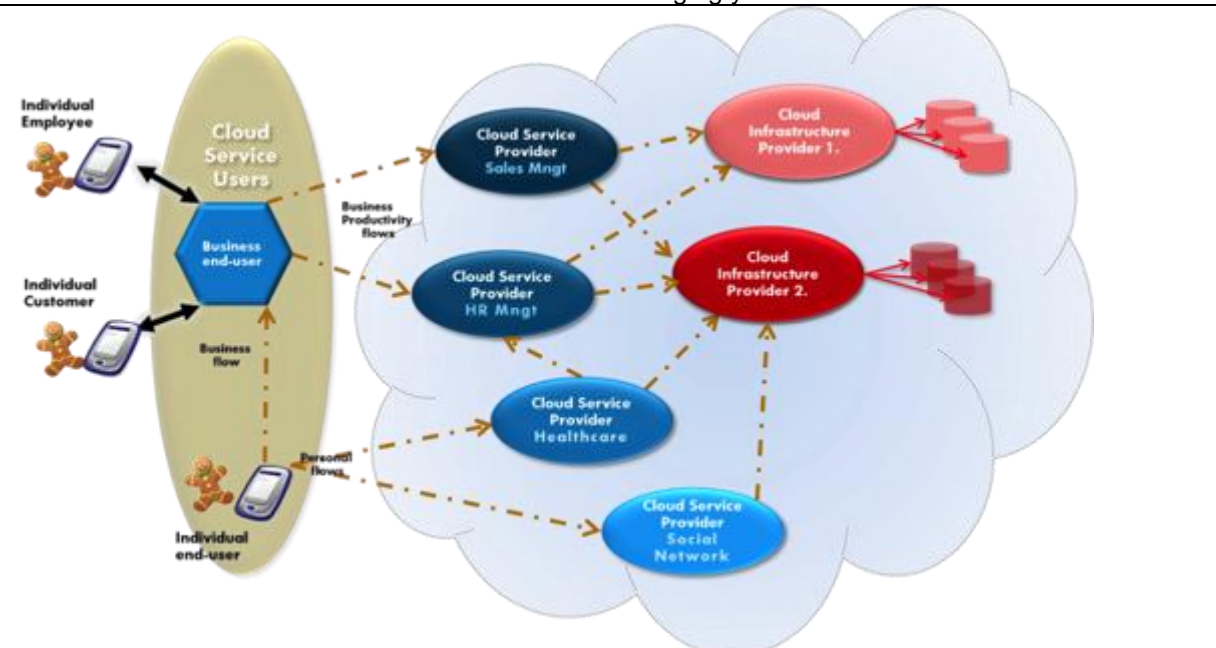 Individual
Employee
Cloud
Service
Users
Business
end-user
Individual
Customer
Business
flow
Individual
end-user
Business
Productivity
flows
Personal
flows
Cloud Service
Provider
Sales Mngt
Cloud Service
Provider
HR Mngt
Cloud Service
Provider
Healthcare
Cloud Service
Provider
Social
Network
Cloud
Infrastructure
Provider 1.
Cloud
Infrastructure
Provider 2.